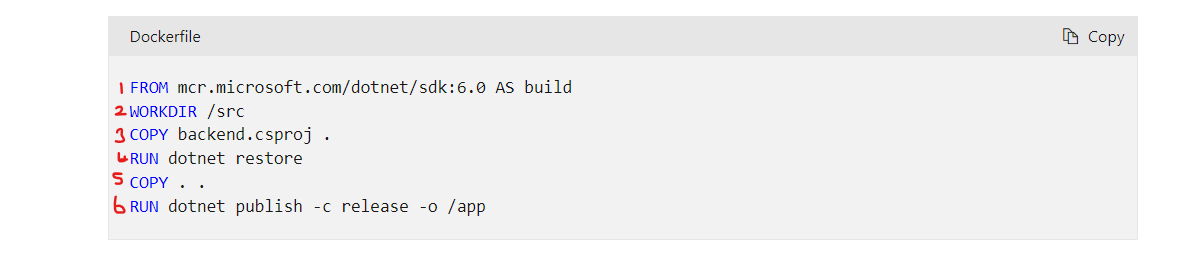 Dockerfile Copy
1 FROM mcr.microsoft.com/dotnet/sdk:6.0 AS build
2 WORKDIR /src
3 COPY backend.csproj .
4 RUN dotnet restore
5 COPY . .
6 RUN dotnet publish -c release -o /app